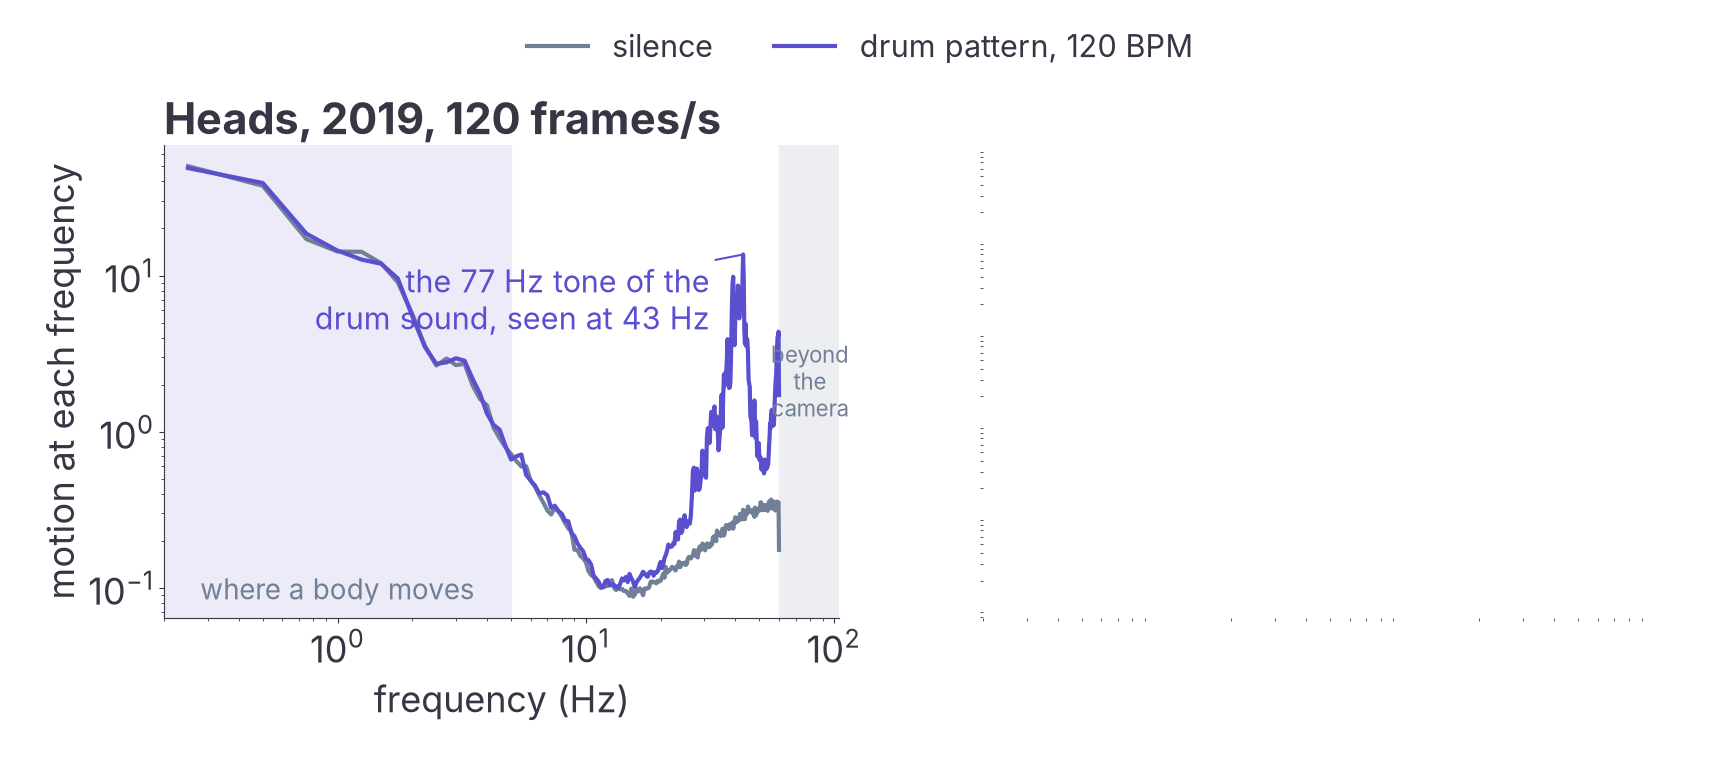 silence
drum pattern, 120 BPM
Heads, 2019, 120 frames/s
motion at each frequency
10¹
10⁰
10⁻¹
the 77 Hz tone of the
drum sound, seen at 43 Hz
beyond
the
camera
where a body moves
10⁰
10¹
10²
frequency (Hz)